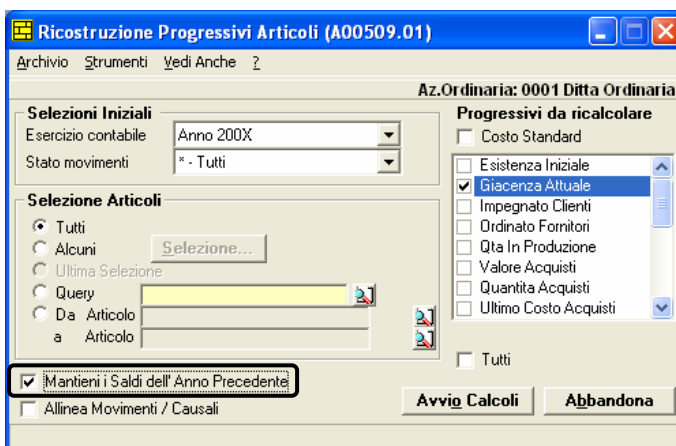 Ricostruzione Progressivi Articoli (A00509.01)
Archivio Strumenti Vedi Anche ?
Az.Ordinaria: 0001 Ditta Ordinaria
Selezioni Iniziali
Esercizio contabile Anno 200X
Stato movimenti * - Tutti
Selezione Articoli
Tutti
Alcuni Selezione...
Ultima Selezione
Query
Da Articolo
a Articolo
Mantieni i Saldi dell' Anno Precedente
Allinea Movimenti / Causali
Progressivi da ricalcolare
Costo Standard
Esistenza Iniziale
Giacenza Attuale
Impegnato Clienti
Ordinato Fornitori
Qta In Produzione
Valore Acquisti
Quantita Acquisti
Ultimo Costo Acquisti
Tutti
Avvio Calcoli Abbandona